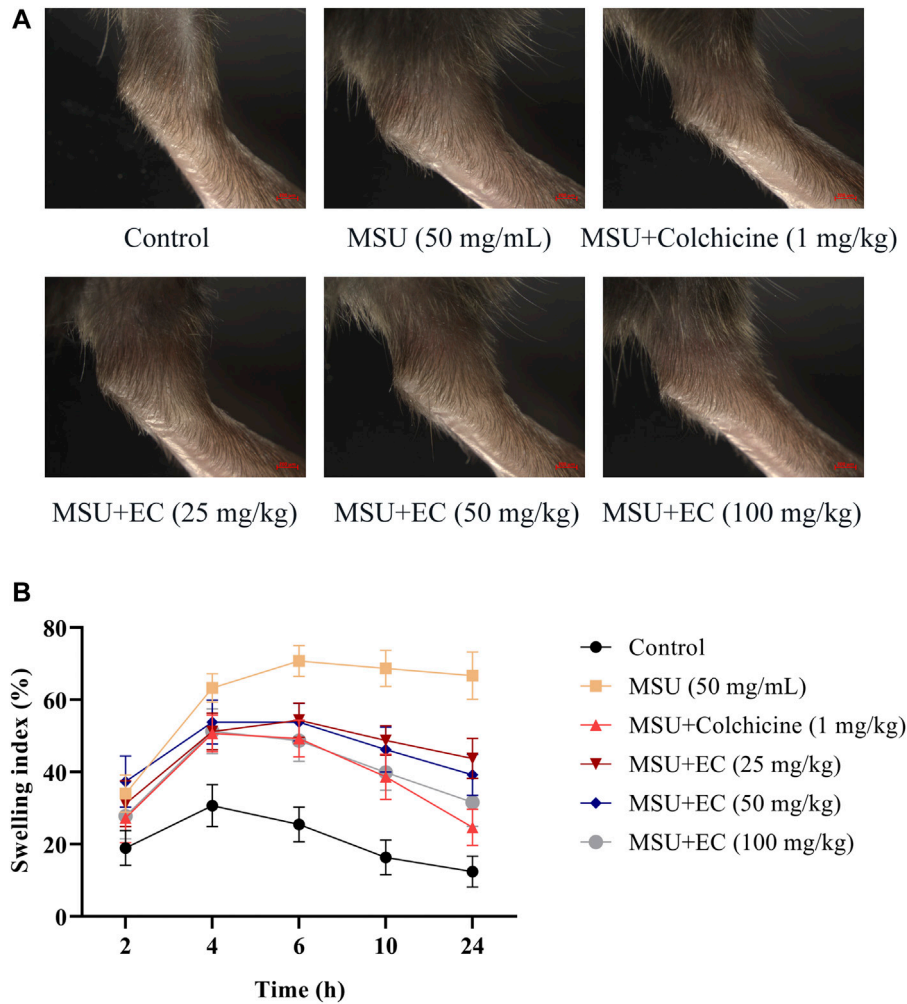 A
Control
MSU (50 mg/mL)
MSU+Colchicine (1 mg/kg)
MSU+EC (25 mg/kg)
MSU+EC (50 mg/kg)
MSU+EC (100 mg/kg)
B
Swelling index (%)
80
60
40
20
0
2 4 6 10 24
Time (h)
Control
MSU (50 mg/mL)
MSU+Colchicine (1 mg/kg)
MSU+EC (25 mg/kg)
MSU+EC (50 mg/kg)
MSU+EC (100 mg/kg)